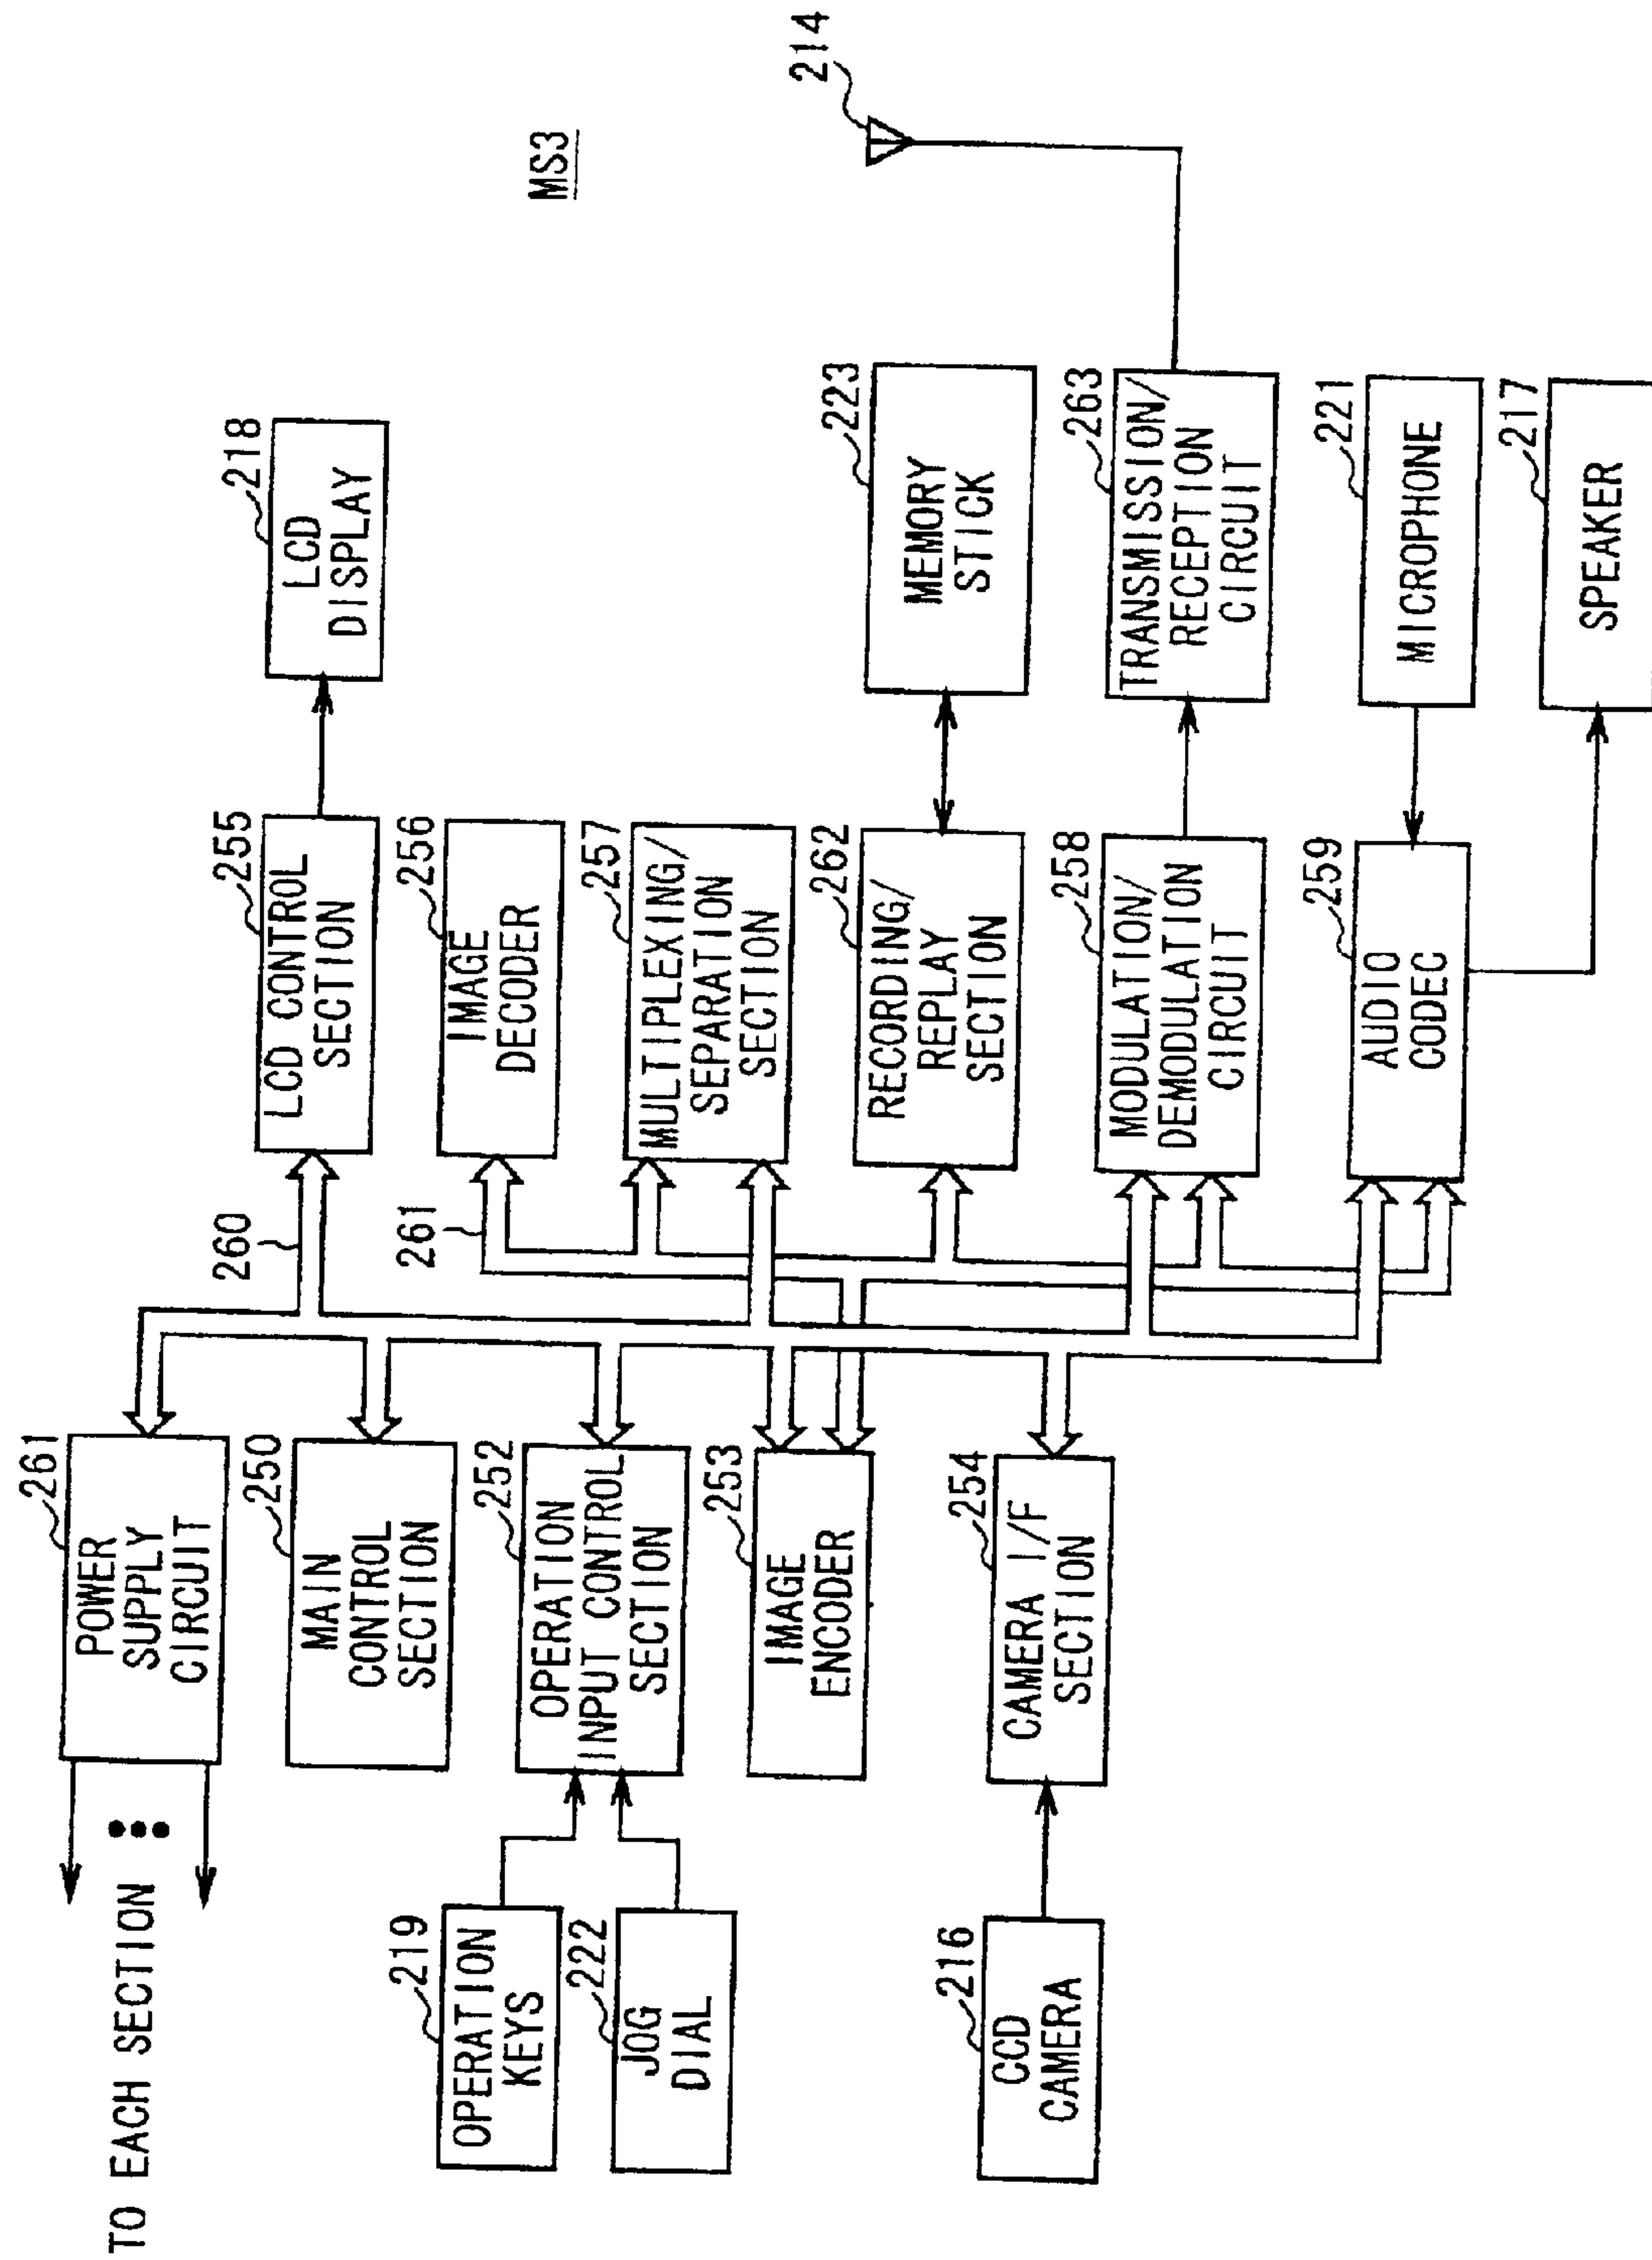 MS3
TO EACH SECTION
261
POWER
SUPPLY
CIRCUIT
250
MAIN
CONTROL
SECTION
219
OPERATION
KEYS
222
JOG
DIAL
252
OPERATION
INPUT CONTROL
SECTION
253
IMAGE
ENCODER
216
CCD
CAMERA
254
CAMERA I/F
SECTION
260
261
255
LCD CONTROL
SECTION
218
LCD
DISPLAY
256
IMAGE
DECODER
257
MULTIPLEXING/
SEPARATION
SECTION
262
RECORDING/
REPLAY
SECTION
223
MEMORY
STICK
258
MODULATION/
DEMODULATION
CIRCUIT
263
TRANSMISSION/
RECEPTION
CIRCUIT
214
259
AUDIO
CODEC
221
MICROPHONE
217
SPEAKER